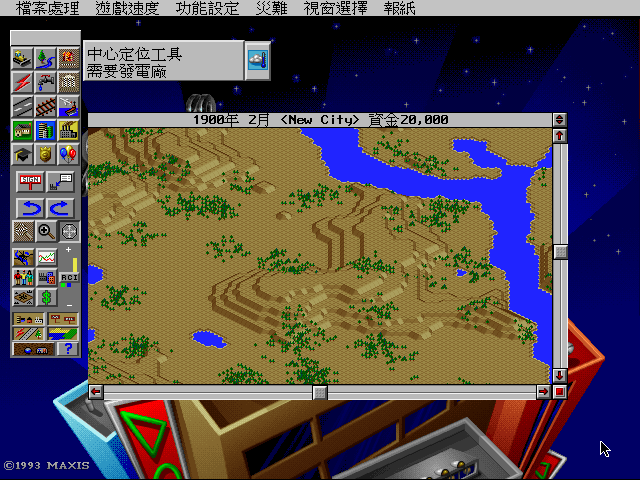 檔案處理 遊戲速度 功能設定 災難 視窗選擇 報紙
中心定位工具
需要發電廠
1900年 2月 <New City> 資金20,000
SIGN
+
RCI
−
?
©1993 MAXIS